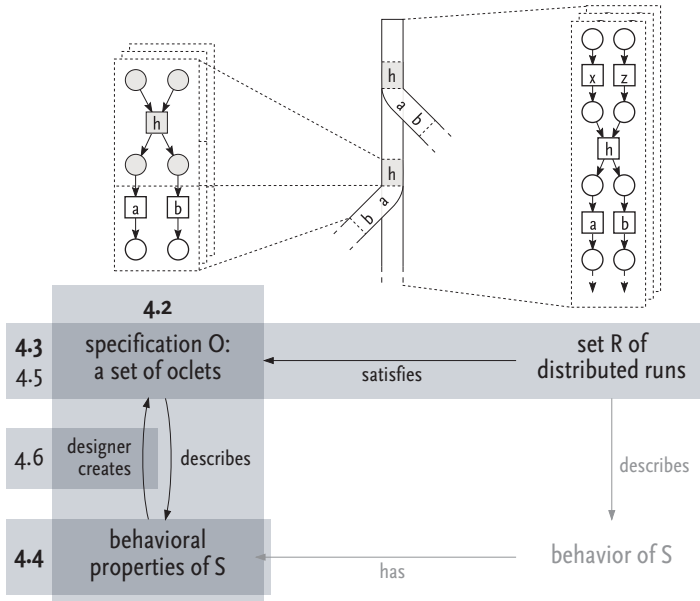 h
a
b
h
a
b
h
b
a
x
z
h
a
b
4.2
4.3
4.5
specification O:
a set of oclets
satisfies
set R of
distributed runs
4.6
designer
creates
describes
describes
4.4
behavioral
properties of S
has
behavior of S